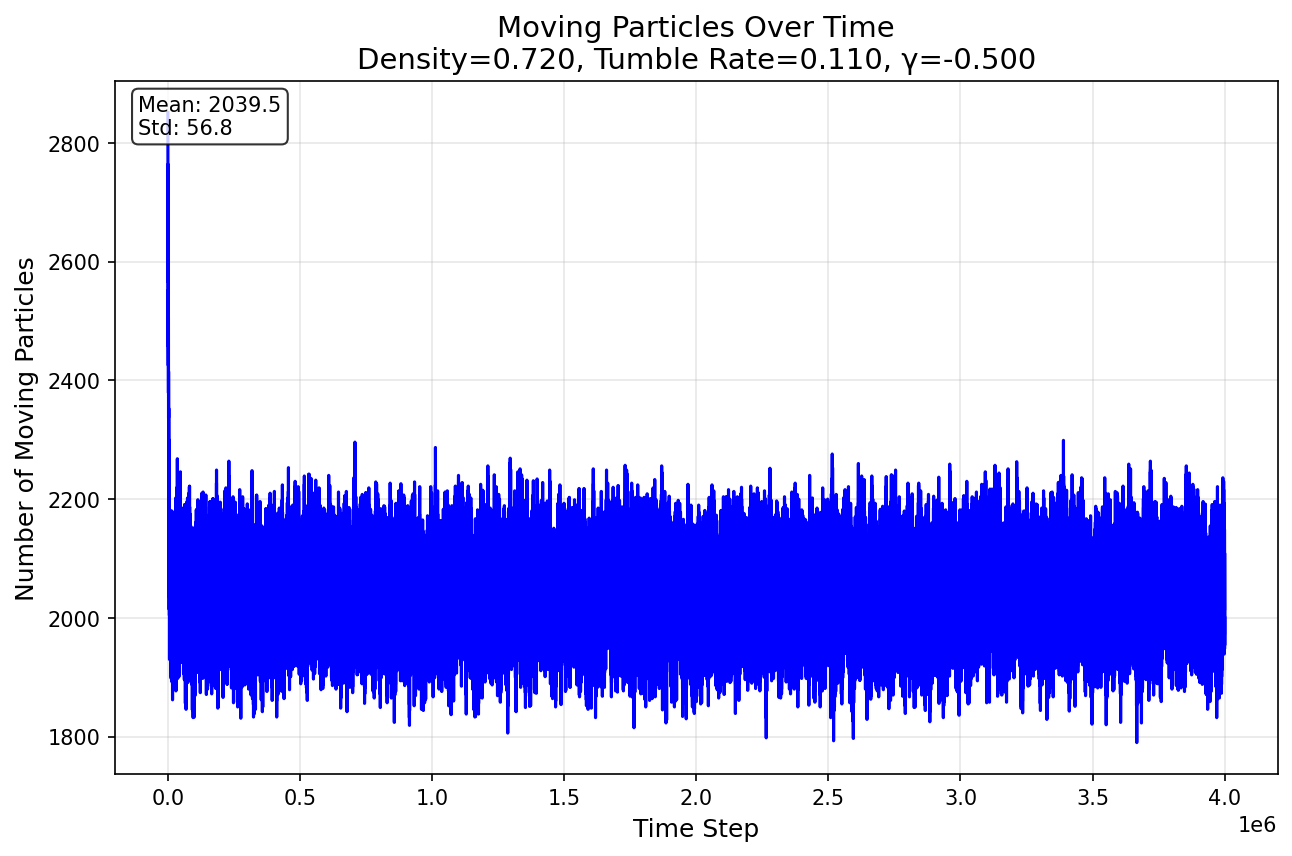 Moving Particles Over Time
Density=0.720, Tumble Rate=0.110, γ=-0.500
Mean: 2039.5
Std: 56.8
Number of Moving Particles
2800
2600
2400
2200
2000
1800
0.0 0.5 1.0 1.5 2.0 2.5 3.0 3.5 4.0
1e6
Time Step